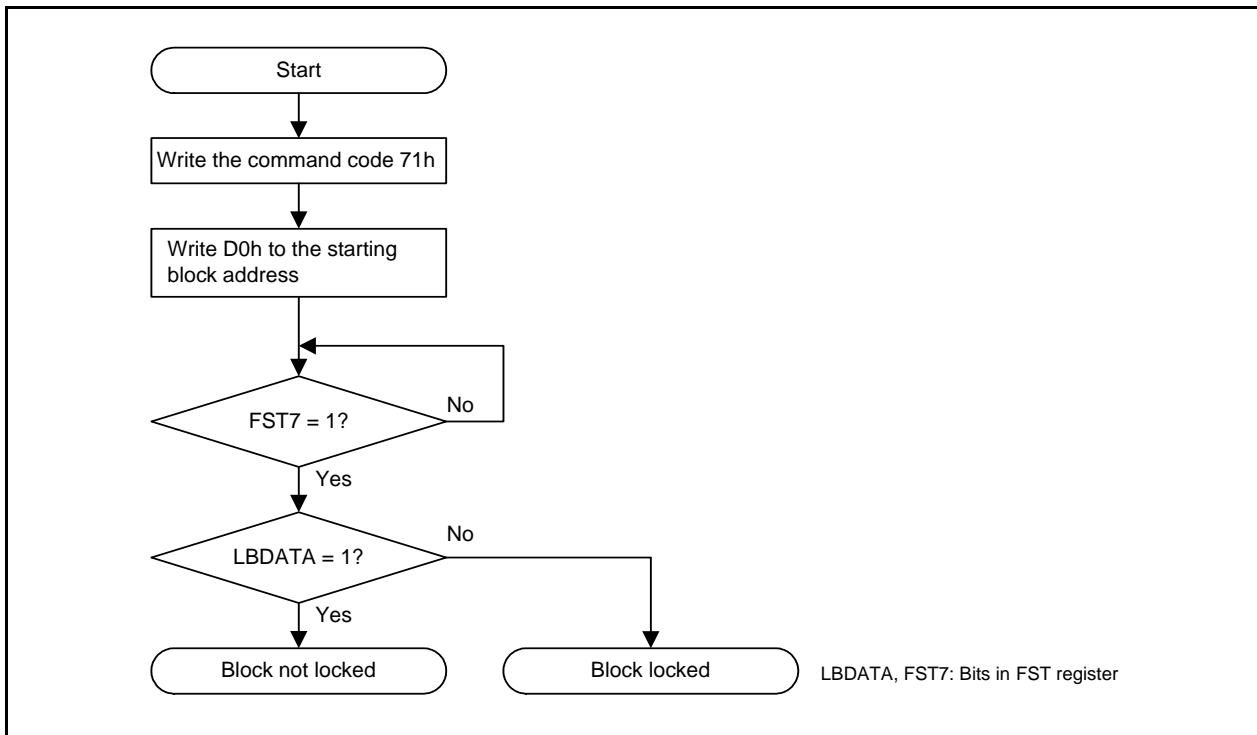 Start
Write the command code 71h
Write D0h to the starting
block address
FST7 = 1?
No
Yes
LBDATA = 1?
No
Yes
Block not locked
Block locked
LBDATA, FST7: Bits in FST register